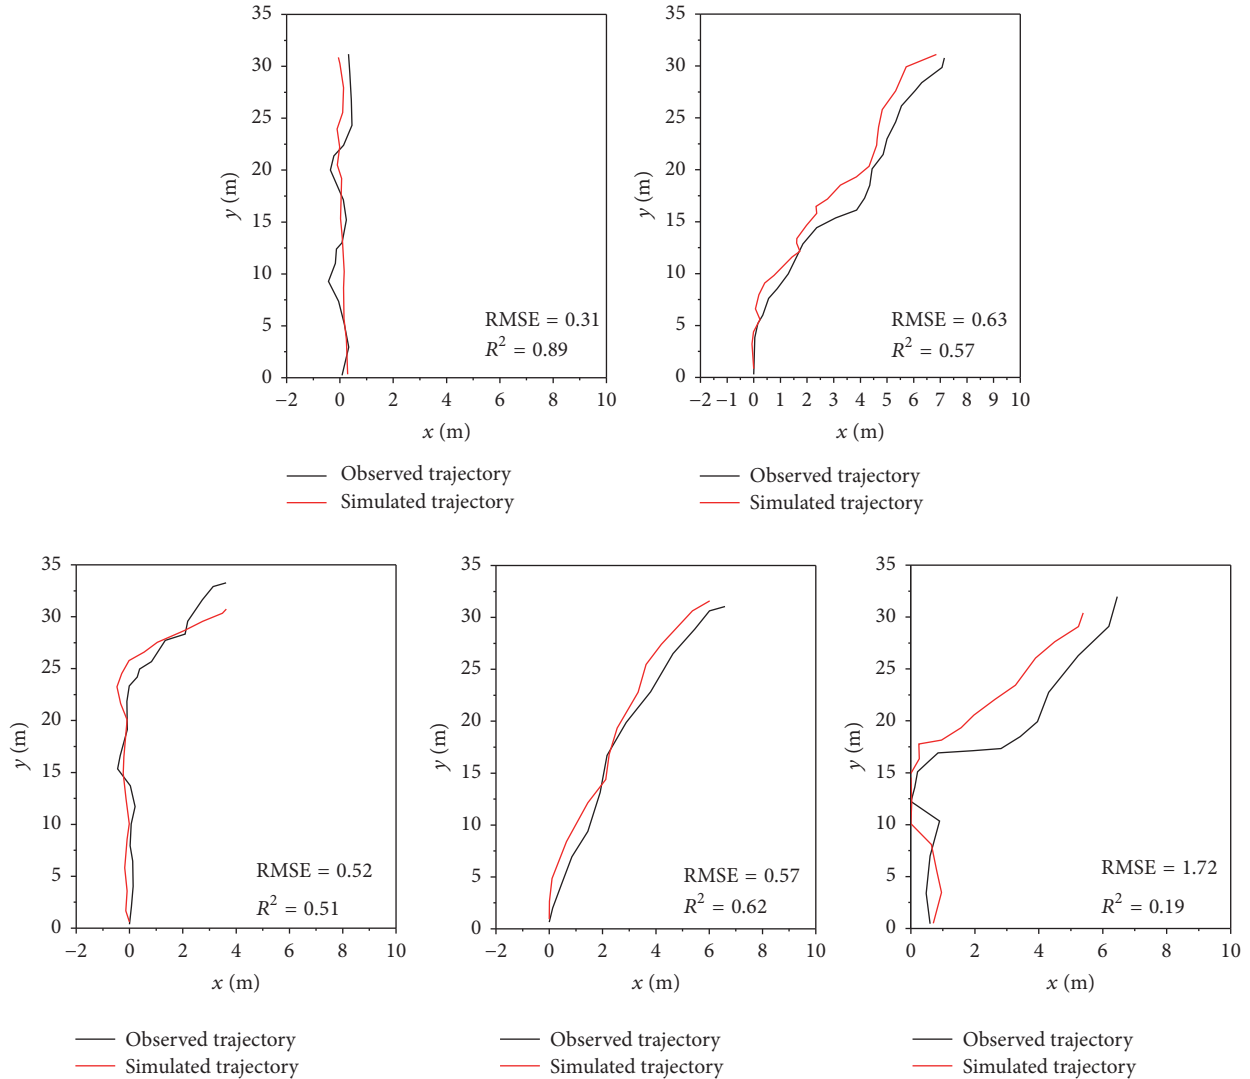 35
30
25
20
15
10
5
0
y (m)
RMSE = 0.31
R² = 0.89
−2 0 2 4 6 8 10
x (m)
Observed trajectory
Simulated trajectory
35
30
25
20
15
10
5
0
y (m)
RMSE = 0.63
R² = 0.57
−2 −1 0 1 2 3 4 5 6 7 8 9 10
x (m)
Observed trajectory
Simulated trajectory
35
30
25
20
15
10
5
0
y (m)
RMSE = 0.52
R² = 0.51
−2 0 2 4 6 8 10
x (m)
Observed trajectory
Simulated trajectory
35
30
25
20
15
10
5
0
y (m)
RMSE = 0.57
R² = 0.62
−2 0 2 4 6 8 10
x (m)
Observed trajectory
Simulated trajectory
35
30
25
20
15
10
5
0
y (m)
RMSE = 1.72
R² = 0.19
0 2 4 6 8 10
x (m)
Observed trajectory
Simulated trajectory